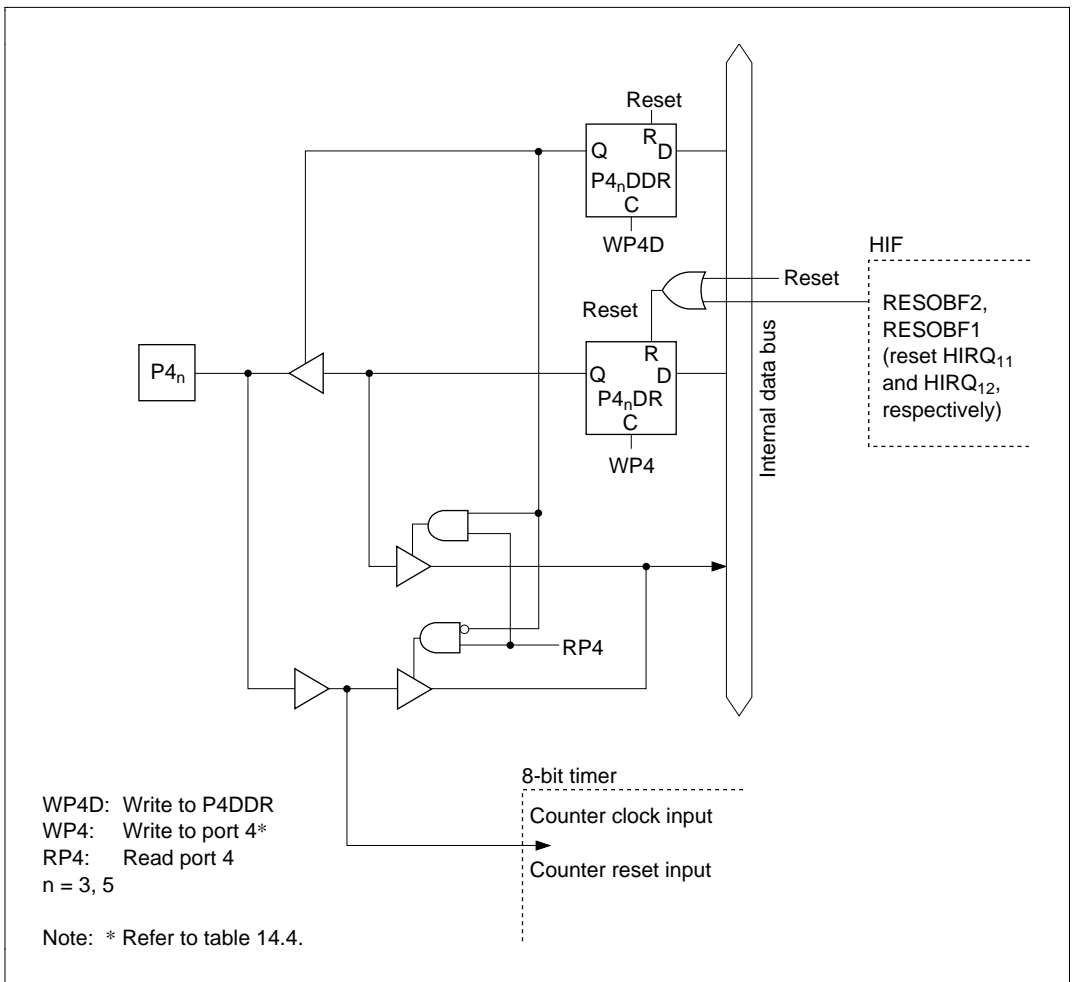 Reset
R
Q
D
P4nDDR
C
WP4D
HIF
Reset
Reset
RESOBF2,
RESOBF1
(reset HIRQ11
and HIRQ12,
respectively)
Internal data bus
R
P4n
Q
D
P4nDR
C
WP4
RP4
8-bit timer
Counter clock input
Counter reset input
WP4D: Write to P4DDR
WP4: Write to port 4*
RP4: Read port 4
n = 3, 5
Note: * Refer to table 14.4.